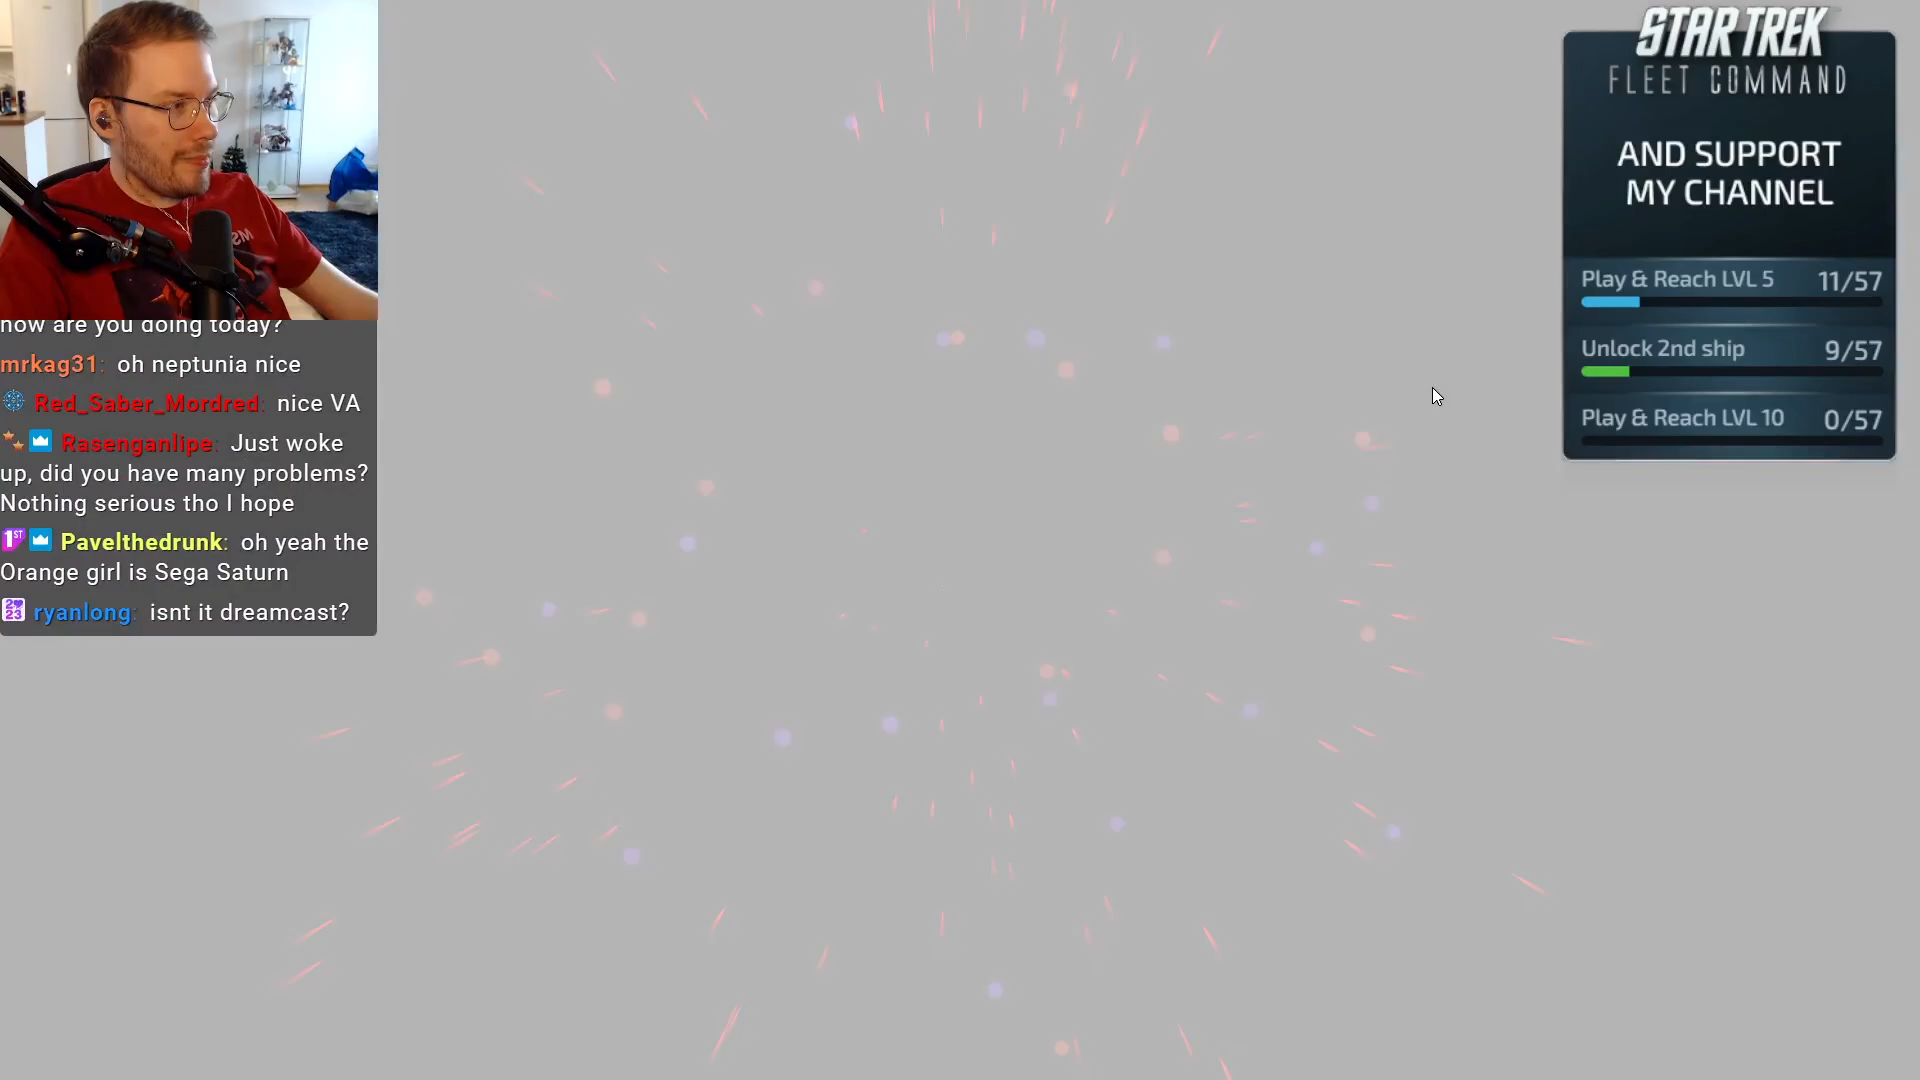 how are you doing today?
mrkag31: oh neptunia nice
Red_Saber_Mordred: nice VA
Rasenganlipe: Just woke
up, did you have many problems?
Nothing serious tho I hope
1ST Pavelthedrunk: oh yeah the
Orange girl is Sega Saturn
ryanlong: isnt it dreamcast?
STAR TREK
FLEET COMMAND
AND SUPPORT
MY CHANNEL
Play & Reach LVL 5 11/57
Unlock 2nd ship 9/57
Play & Reach LVL 10 0/57